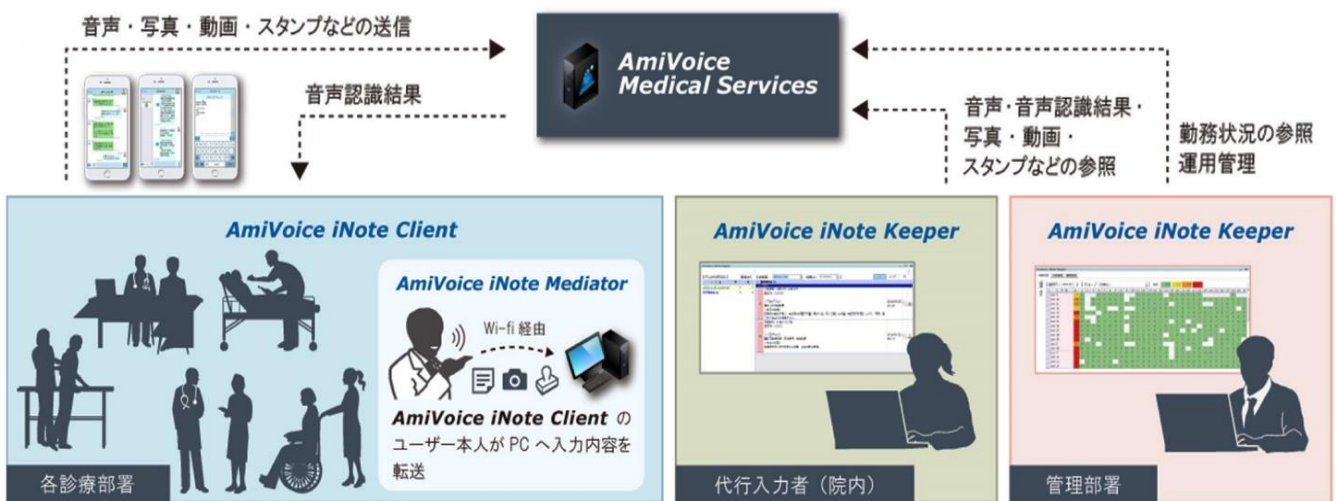 音声・写真・動画・スタンプなどの送信
音声認識結果
AmiVoice
Medical Services
音声・音声認識結果・
写真・動画・
スタンプなどの参照
勤務状況の参照
運用管理
AmiVoice iNote Client
AmiVoice iNote Mediator
Wi-fi 経由
AmiVoice iNote Client の
ユーザー本人が PC へ入力内容を
転送
各診療部署
AmiVoice iNote Keeper
代行入力者（院内）
AmiVoice iNote Keeper
管理部署